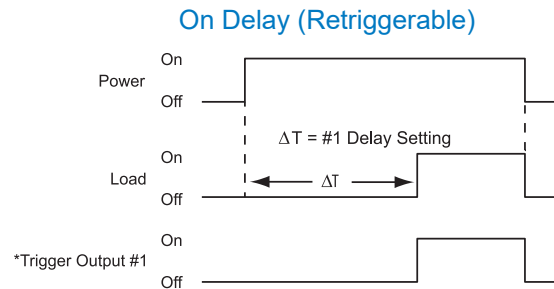 On Delay (Retriggerable)
On
Power
Off
ΔT = #1 Delay Setting
On
Load
ΔT
Off
On
*Trigger Output #1
Off